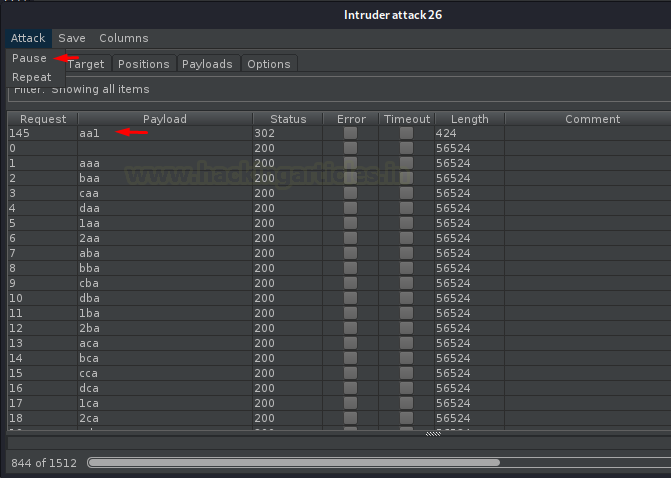 Intruder attack 26
Attack Save Columns
Pause
Target Positions Payloads Options
Repeat
Filter: Showing all items
Request Payload Status Error Timeout Length Comment
145 aa1 302 424
0 200 56524
1 aaa 200 56524
www.hackingarticles.in
2 baa 200 56524
3 caa 200 56524
4 daa 200 56524
5 1aa 200 56524
6 2aa 200 56524
7 aba 200 56524
8 bba 200 56524
9 cba 200 56524
10 dba 200 56524
11 1ba 200 56524
12 2ba 200 56524
13 aca 200 56524
14 bca 200 56524
15 cca 200 56524
16 dca 200 56524
17 1ca 200 56524
18 2ca 200 56524
844 of 1512